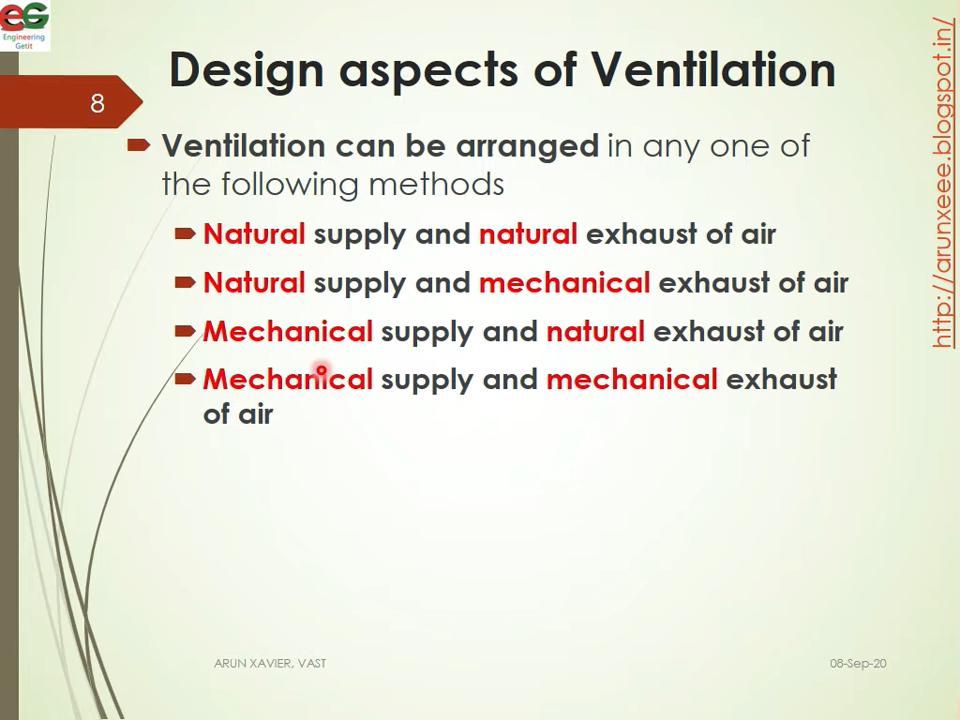 EG
Engineering
Getit
Design aspects of Ventilation
8
Ventilation can be arranged in any one of
the following methods
Natural supply and natural exhaust of air
Natural supply and mechanical exhaust of air
Mechanical supply and natural exhaust of air
Mechanical supply and mechanical exhaust
of air
http://arunxeee.blogspot.in/
ARUN XAVIER, VAST
08-Sep-20